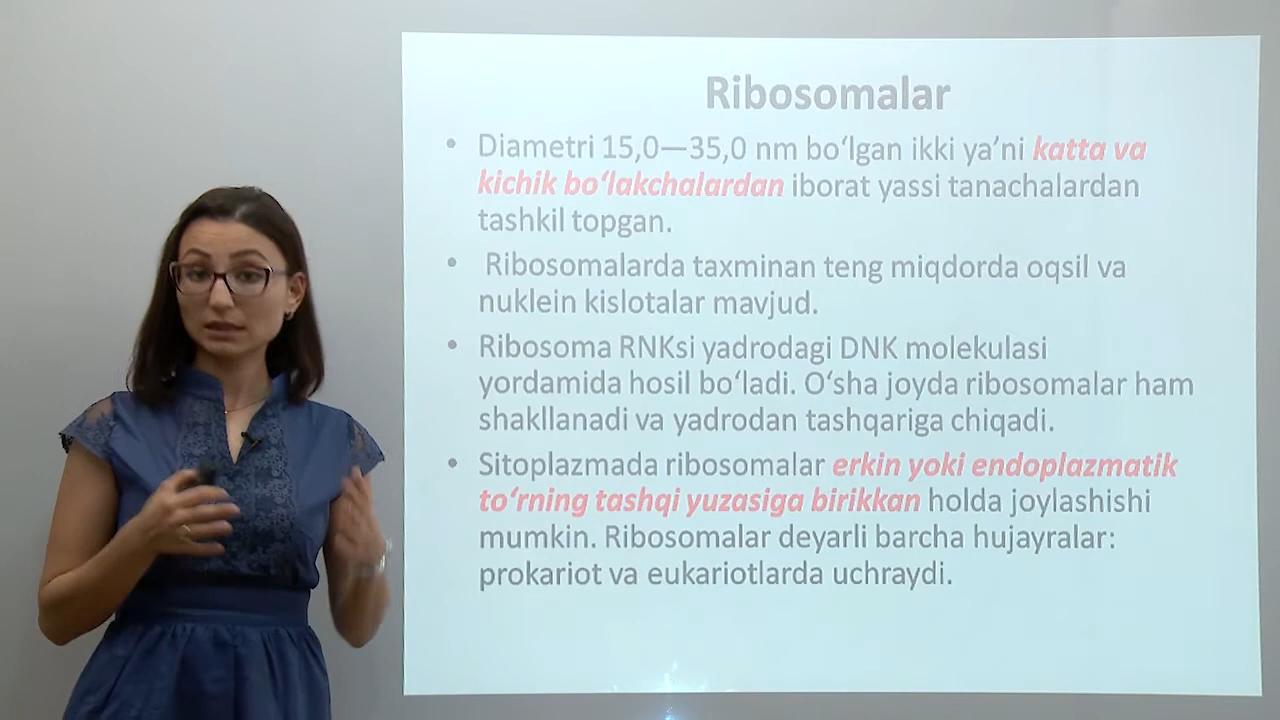 Ribosomalar
• Diametri 15,0—35,0 nm bo‘lgan ikki ya’ni katta va
kichik bo‘lakchalardan iborat yassi tanachalardan
tashkil topgan.
• Ribosomalarda taxminan teng miqdorda oqsil va
nuklein kislotalar mavjud.
• Ribosoma RNKsi yadrodagi DNK molekulasi
yordamida hosil bo‘ladi. O‘sha joyda ribosomalar ham
shakllanadi va yadrodan tashqariga chiqadi.
• Sitoplazmada ribosomalar erkin yoki endoplazmatik
to‘rning tashqi yuzasiga birikkan holda joylashishi
mumkin. Ribosomalar deyarli barcha hujayralar:
prokariot va eukariotlarda uchraydi.